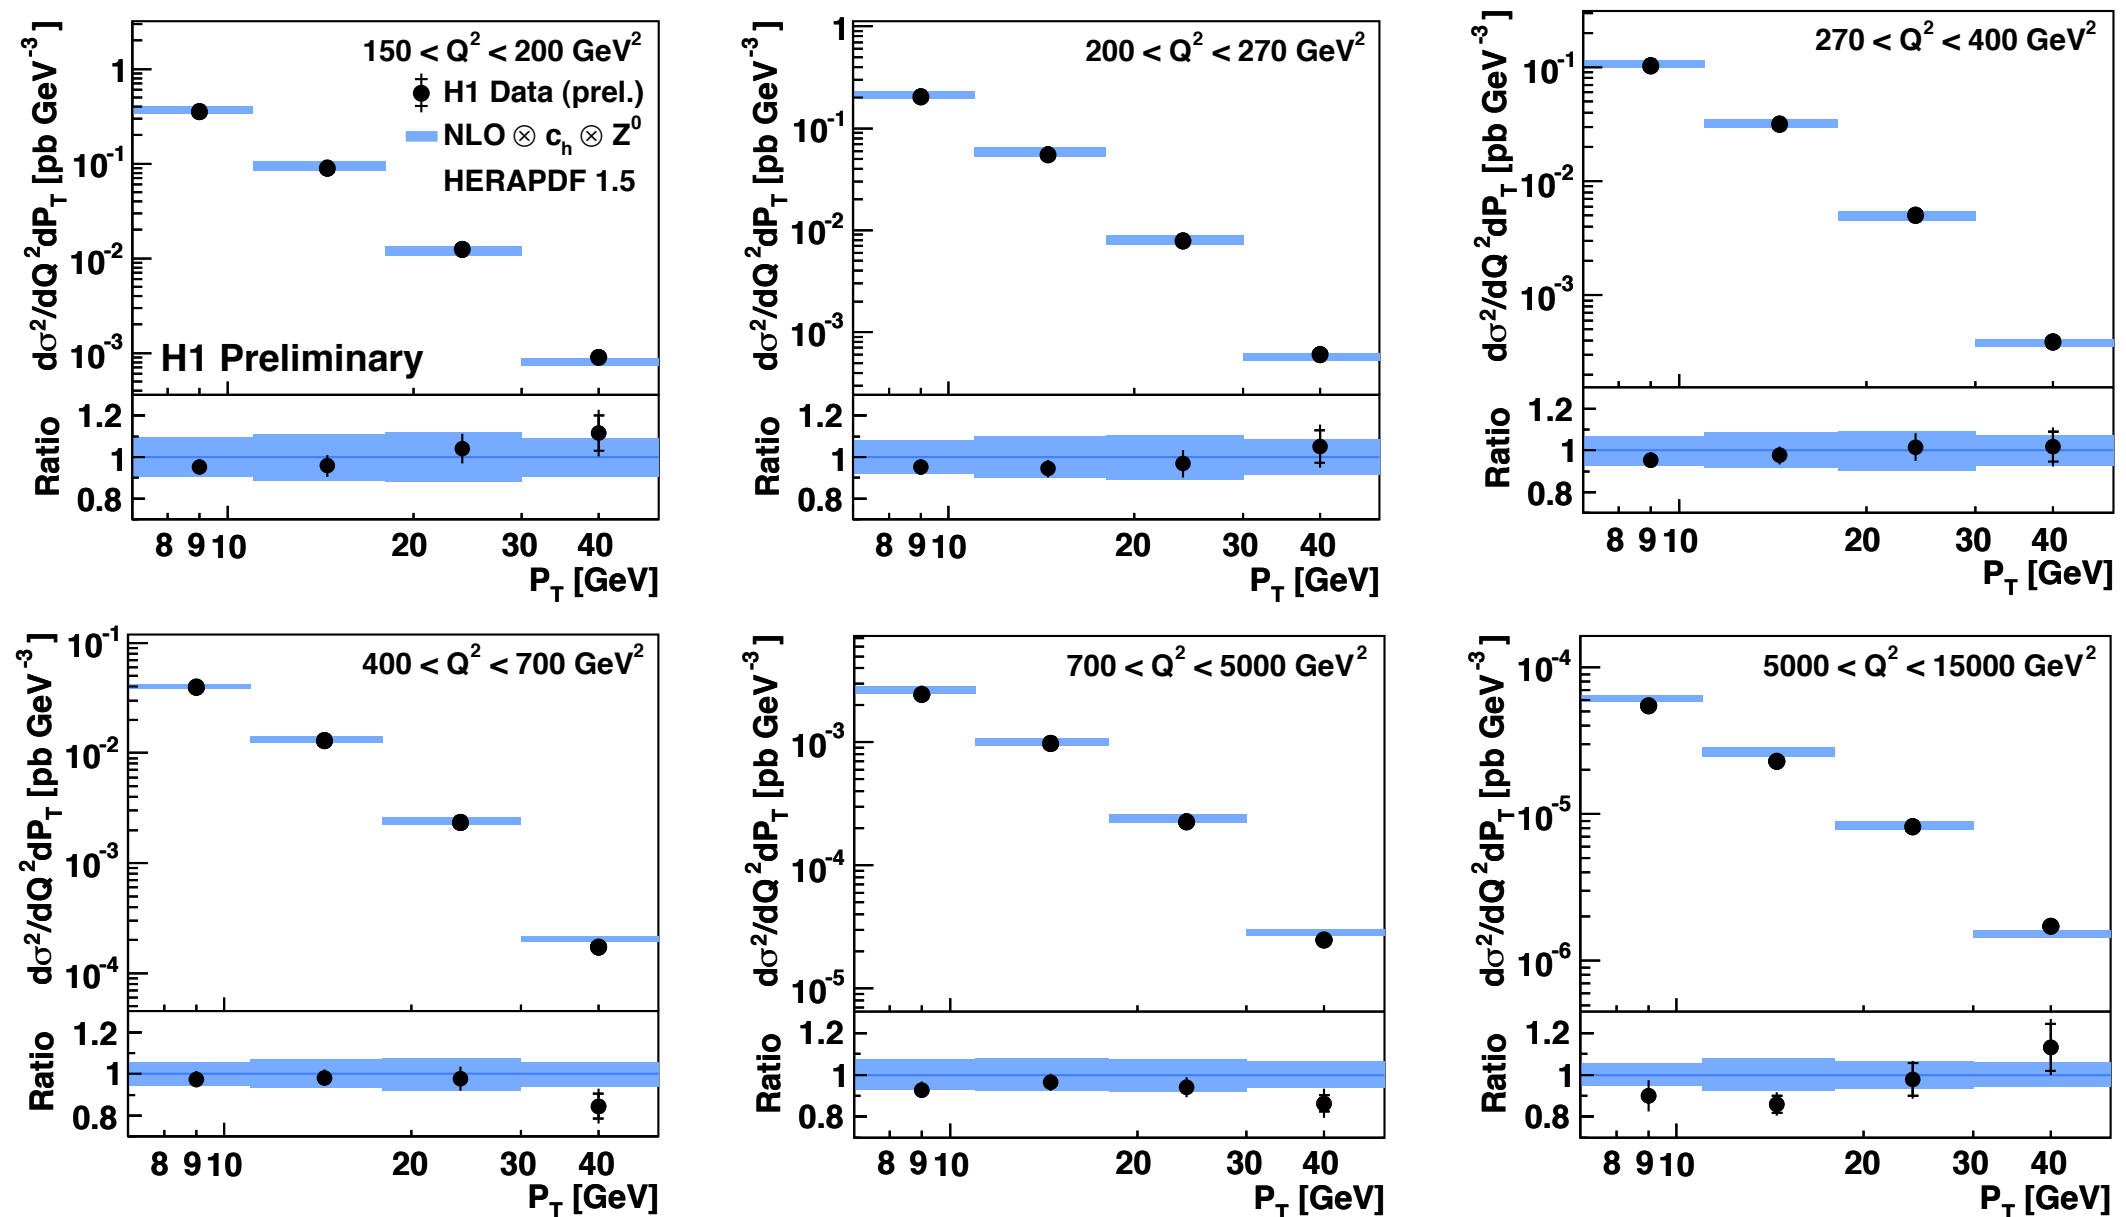 dσ²/dQ²dP_T [pb GeV⁻³]
150 < Q² < 200 GeV²
H1 Data (prel.)
NLO ⊗ c_h ⊗ Z⁰
HERAPDF 1.5
H1 Preliminary
1
10⁻¹
10⁻²
10⁻³
Ratio
1.2
1
0.8
8 9 10 20 30 40
P_T [GeV]
dσ²/dQ²dP_T [pb GeV⁻³]
200 < Q² < 270 GeV²
1
10⁻¹
10⁻²
10⁻³
Ratio
1.2
1
0.8
8 9 10 20 30 40
P_T [GeV]
dσ²/dQ²dP_T [pb GeV⁻³]
270 < Q² < 400 GeV²
10⁻¹
10⁻²
10⁻³
Ratio
1.2
1
0.8
8 9 10 20 30 40
P_T [GeV]
dσ²/dQ²dP_T [pb GeV⁻³]
400 < Q² < 700 GeV²
10⁻¹
10⁻²
10⁻³
10⁻⁴
Ratio
1.2
1
0.8
8 9 10 20 30 40
P_T [GeV]
dσ²/dQ²dP_T [pb GeV⁻³]
700 < Q² < 5000 GeV²
10⁻³
10⁻⁴
10⁻⁵
Ratio
1.2
1
0.8
8 9 10 20 30 40
P_T [GeV]
dσ²/dQ²dP_T [pb GeV⁻³]
5000 < Q² < 15000 GeV²
10⁻⁴
10⁻⁵
10⁻⁶
Ratio
1.2
1
0.8
8 9 10 20 30 40
P_T [GeV]